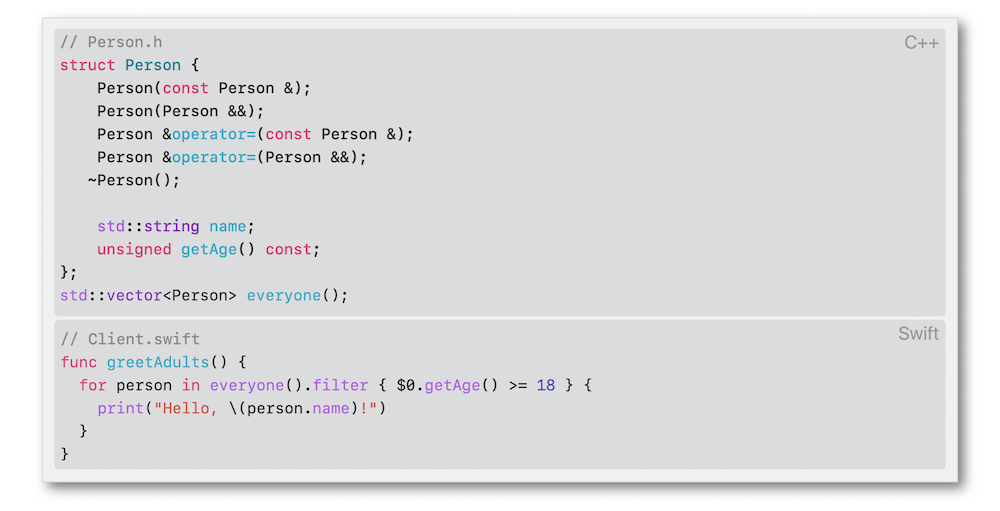 // Person.h
C++
struct Person {
    Person(const Person &);
    Person(Person &&);
    Person &operator=(const Person &);
    Person &operator=(Person &&);
   ~Person();

    std::string name;
    unsigned getAge() const;
};
std::vector<Person> everyone();
// Client.swift
Swift
func greetAdults() {
  for person in everyone().filter { $0.getAge() >= 18 } {
    print("Hello, \(person.name)!")
  }
}